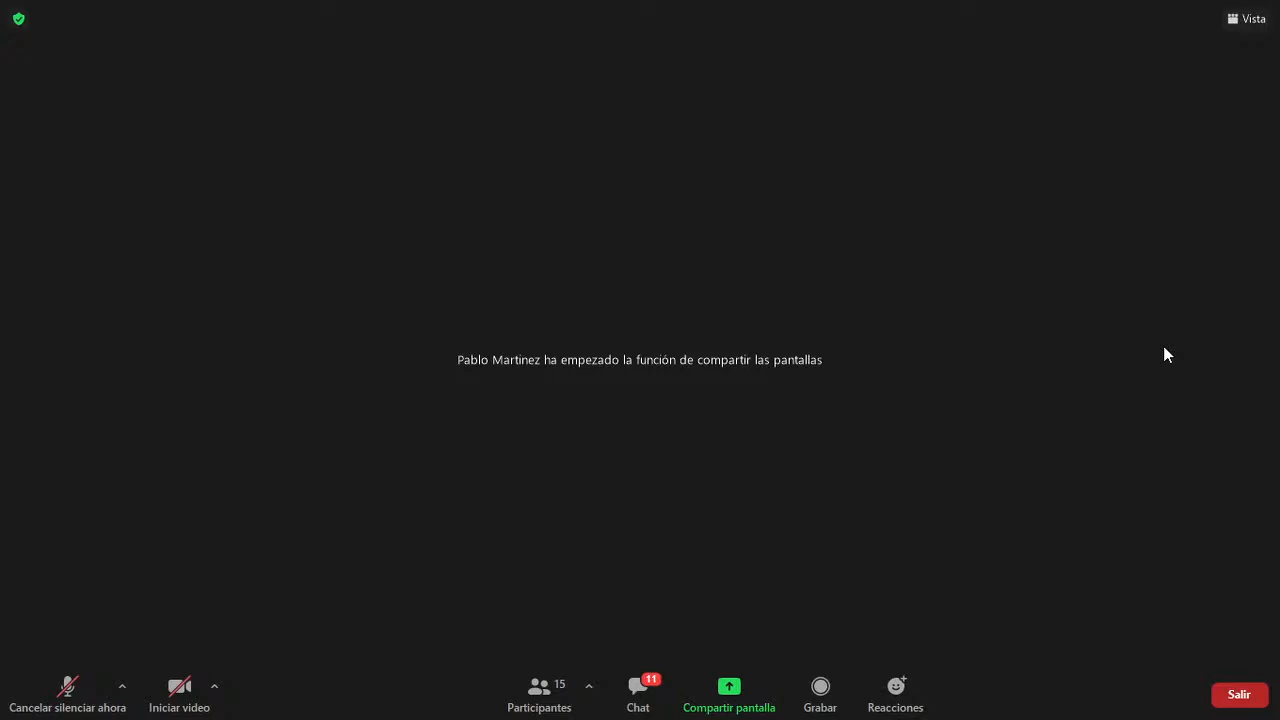 Vista
Pablo Martinez ha empezado la función de compartir las pantallas
15
11
Cancelar silenciar ahora
Iniciar video
Participantes
Chat
Compartir pantalla
Grabar
Reacciones
Salir